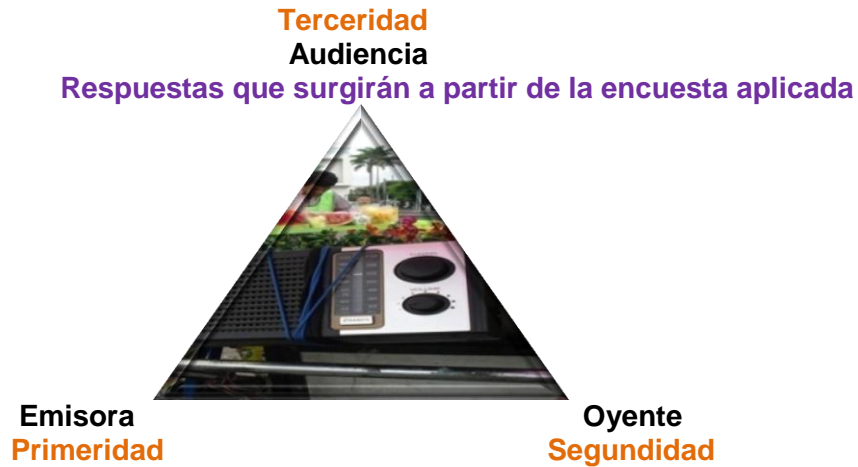 Terceridad
Audiencia
Respuestas que surgirán a partir de la encuesta aplicada
Emisora
Oyente
Primeridad
Segundidad